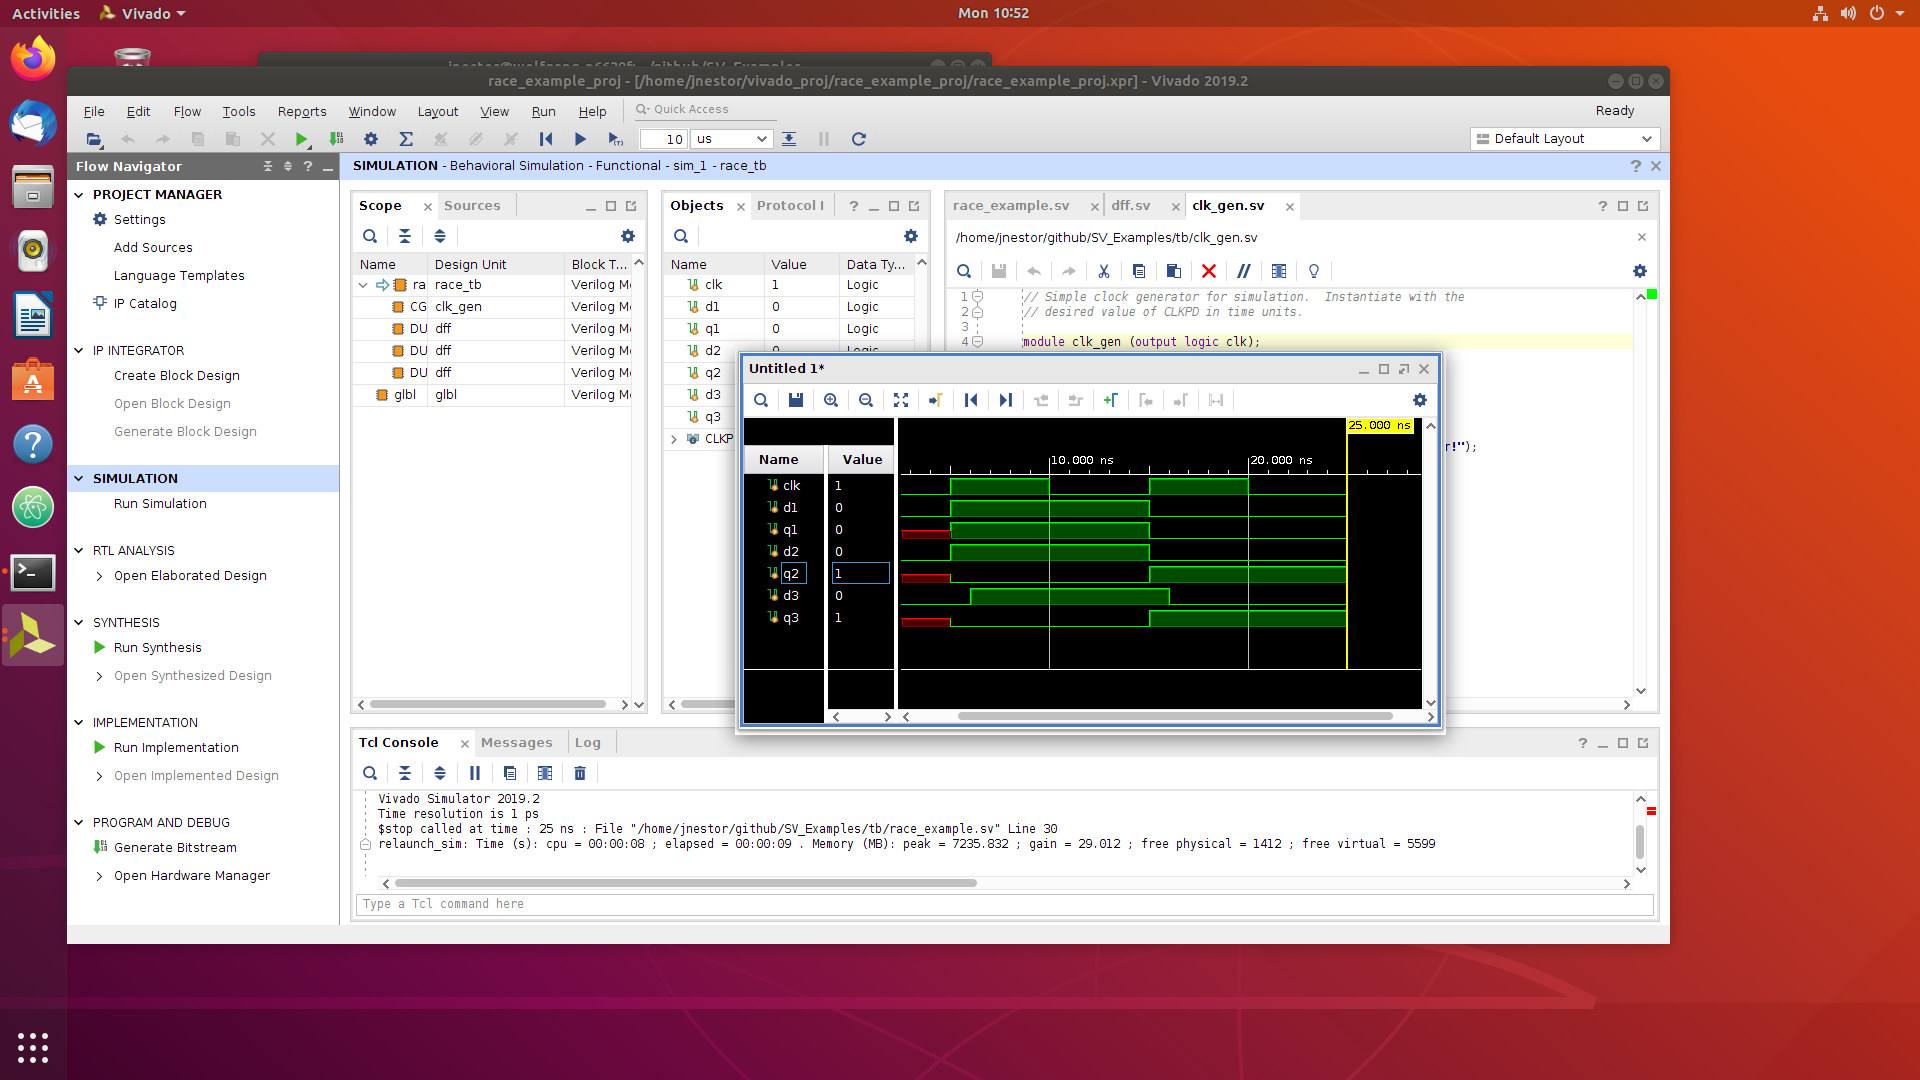 Activities
Vivado
Mon 10:52
race_example_proj - [/home/jnestor/vivado_proj/race_example_proj/race_example_proj.xpr] - Vivado 2019.2
File Edit Flow Tools Reports Window Layout View Run Help
Quick Access
Ready
10 us
Default Layout
Flow Navigator
SIMULATION - Behavioral Simulation - Functional - sim_1 - race_tb
PROJECT MANAGER
Settings
Add Sources
Language Templates
IP Catalog
IP INTEGRATOR
Create Block Design
Open Block Design
Generate Block Design
SIMULATION
Run Simulation
RTL ANALYSIS
Open Elaborated Design
SYNTHESIS
Run Synthesis
Open Synthesized Design
IMPLEMENTATION
Run Implementation
Open Implemented Design
PROGRAM AND DEBUG
Generate Bitstream
Open Hardware Manager
Scope Sources
Name Design Unit Block T...
ra race_tb Verilog Mo
CG clk_gen Verilog Mo
DU dff Verilog Mo
DU dff Verilog Mo
DU dff Verilog Mo
glbl glbl Verilog Mo
Objects Protocol I
Name Value Data Ty...
clk 1 Logic
d1 0 Logic
q1 0 Logic
d2 0 Logic
q2
d3
q3
CLKP
race_example.sv dff.sv clk_gen.sv
/home/jnestor/github/SV_Examples/tb/clk_gen.sv
1 // Simple clock generator for simulation.  Instantiate with the
2 // desired value of CLKPD in time units.
3
4 module clk_gen (output logic clk);
r!");
Untitled 1*
25.000 ns
Name Value
10.000 ns 20.000 ns
clk 1
d1 0
q1 0
d2 0
q2 1
d3 0
q3 1
Tcl Console Messages Log
Vivado Simulator 2019.2
Time resolution is 1 ps
$stop called at time : 25 ns : File "/home/jnestor/github/SV_Examples/tb/race_example.sv" Line 30
relaunch_sim: Time (s): cpu = 00:00:08 ; elapsed = 00:00:09 . Memory (MB): peak = 7235.832 ; gain = 29.012 ; free physical = 1412 ; free virtual = 5599
Type a Tcl command here